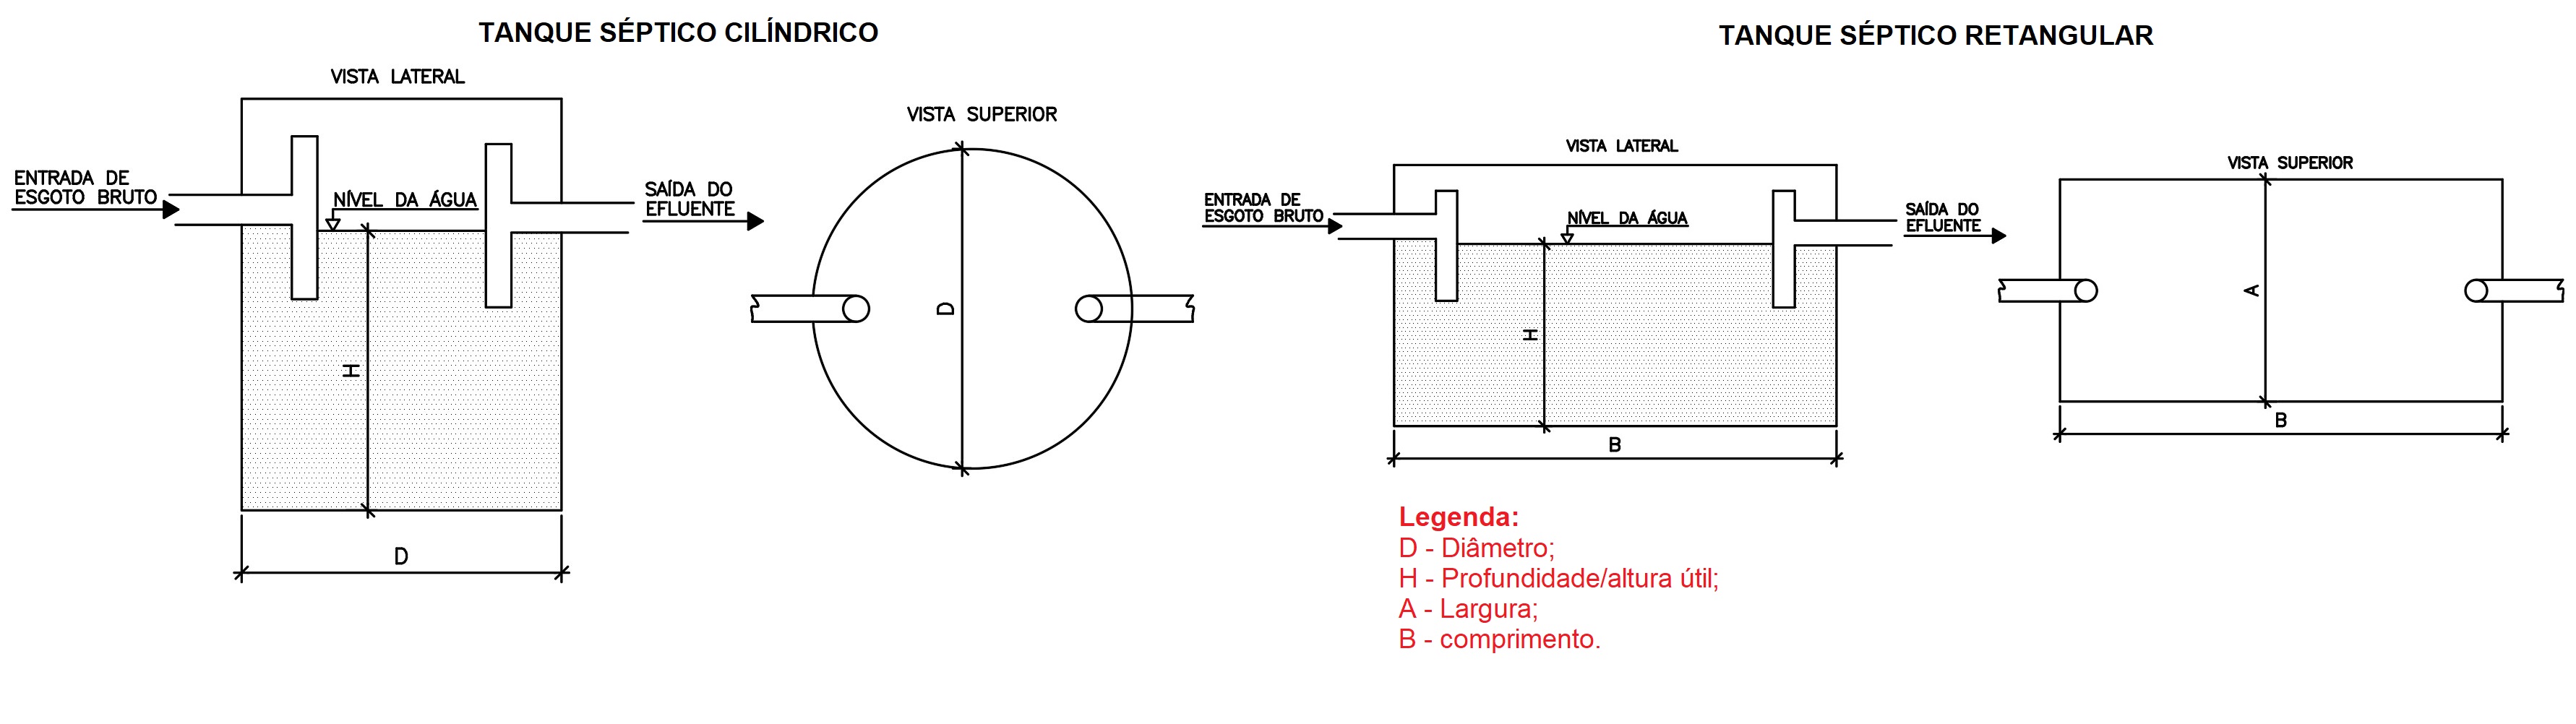 TANQUE SÉPTICO CILÍNDRICO
VISTA LATERAL
ENTRADA DE
ESGOTO BRUTO
NÍVEL DA ÁGUA
SAÍDA DO
EFLUENTE
H
D
VISTA SUPERIOR
D
TANQUE SÉPTICO RETANGULAR
VISTA LATERAL
ENTRADA DE
ESGOTO BRUTO
NÍVEL DA ÁGUA
SAÍDA DO
EFLUENTE
H
B
VISTA SUPERIOR
A
B
Legenda:
D - Diâmetro;
H - Profundidade/altura útil;
A - Largura;
B - comprimento.